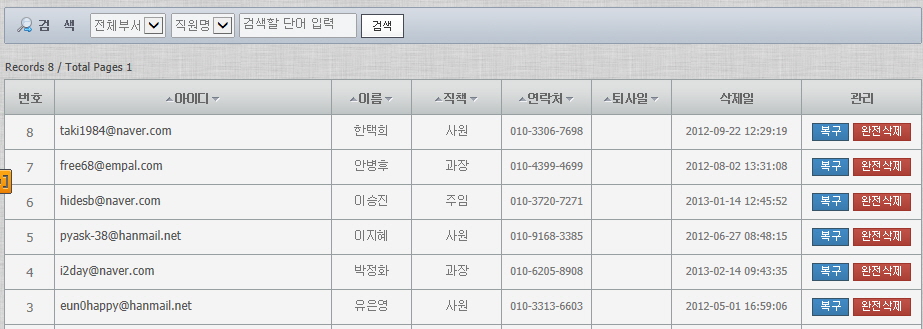 검 색 전체부서 직원명 검색할 단어 입력 검색
Records 8 / Total Pages 1
번호 아이디 이름 직책 연락처 퇴사일 삭제일 관리
8 taki1984@naver.com 한택희 사원 010-3306-7698 2012-09-22 12:29:19 복구 완전삭제
7 free68@empal.com 안병후 과장 010-4399-4699 2012-08-02 13:31:08 복구 완전삭제
6 hidesb@naver.com 이승진 주임 010-3720-7271 2013-01-14 12:45:52 복구 완전삭제
5 pyask-38@hanmail.net 이지혜 사원 010-9168-3385 2012-06-27 08:48:15 복구 완전삭제
4 i2day@naver.com 박정화 과장 010-6205-8908 2013-02-14 09:43:35 복구 완전삭제
3 eun0happy@hanmail.net 유은영 사원 010-3313-6603 2012-05-01 16:59:06 복구 완전삭제